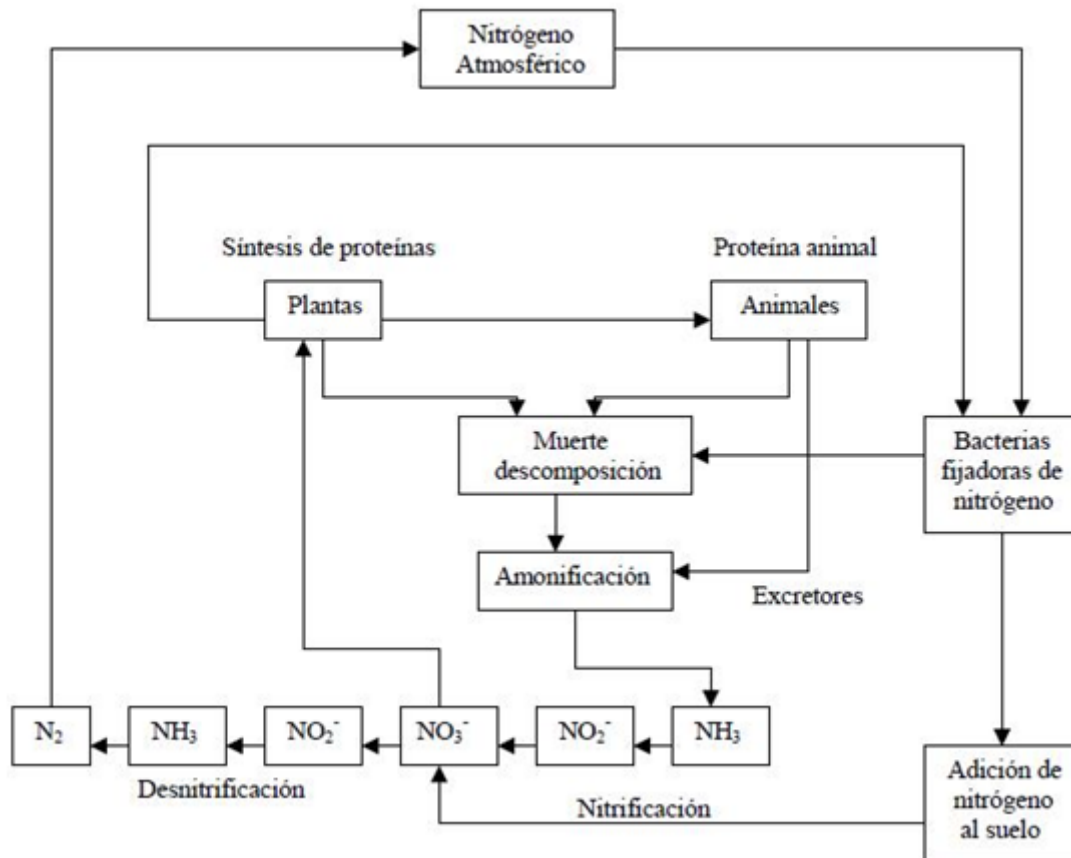 Nitrógeno
Atmosférico
Síntesis de proteínas
Proteína animal
Plantas
Animales
Muerte
descomposición
Bacterias
fijadoras de
nitrógeno
Amonificación
Excretores
N₂
NH₃
NO₂⁻
NO₃⁻
NO₂⁻
NH₃
Desnitrificación
Nitrificación
Adición de
nitrógeno
al suelo